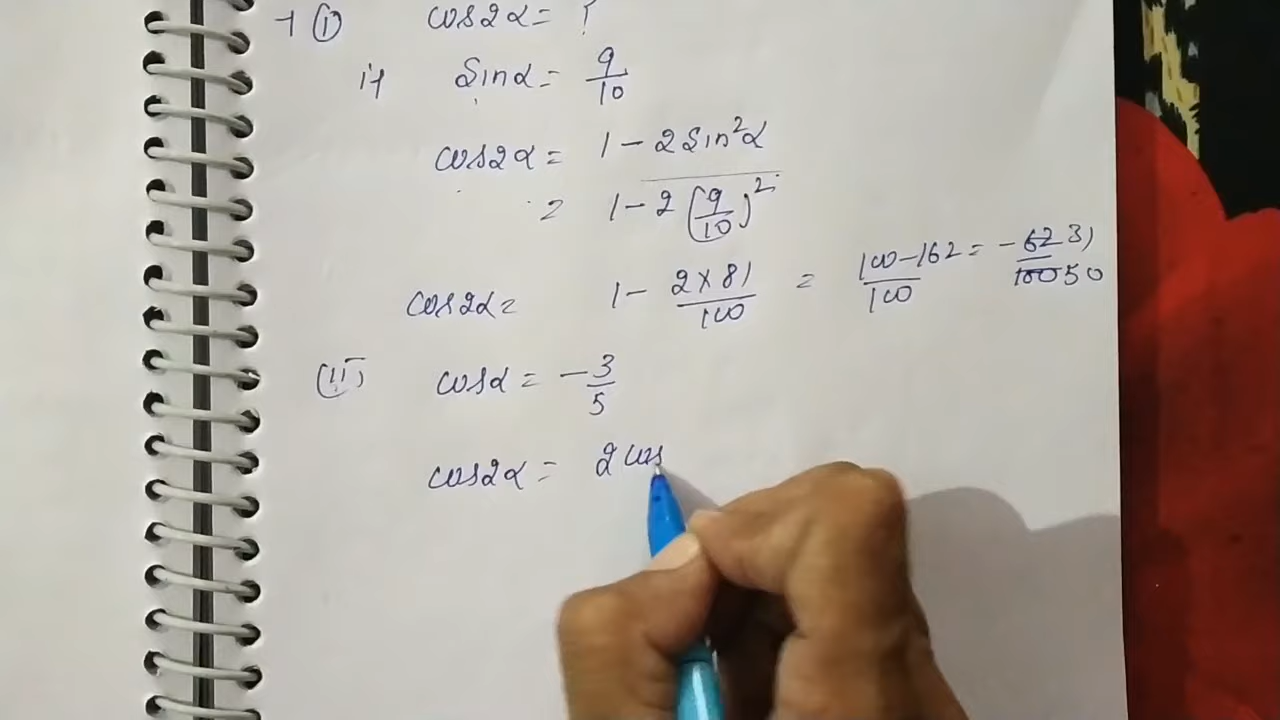 7 (i) cos2α = ?
if sinα = 9/10
cos2α = 1 - 2sin²α
= 1 - 2(9/10)²
cos2α = 1 - 2×81/100 = 100-162/100 = -62/100 31/50
(ii) cosα = -3/5
cos2α = 2cos